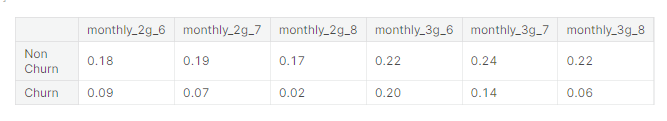 monthly_2g_6 monthly_2g_7 monthly_2g_8 monthly_3g_6 monthly_3g_7 monthly_3g_8
Non Churn 0.18 0.19 0.17 0.22 0.24 0.22
Churn 0.09 0.07 0.02 0.20 0.14 0.06